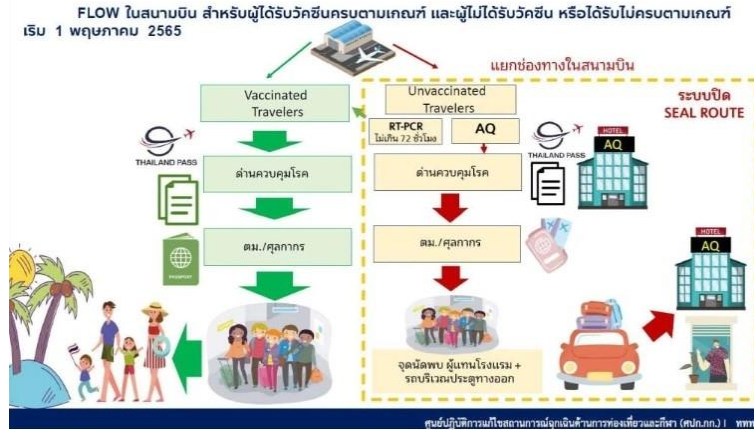 FLOW ในสนามบิน สำหรับผู้ได้รับวัคซีนครบตามเกณฑ์ และผู้ไม่ได้รับวัคซีน หรือได้รับไม่ครบตามเกณฑ์
เริ่ม 1 พฤษภาคม 2565
แยกช่องทางในสนามบิน
Vaccinated
Travelers
Unvaccinated
Travelers
ระบบปิด
SEAL ROUTE
RT-PCR
ไม่เกิน 72 ชั่วโมง
AQ
THAILAND PASS
THAILAND PASS
HOTEL
AQ
ด่านควบคุมโรค
ด่านควบคุมโรค
ตม./ศุลกากร
ตม./ศุลกากร
PASSPORT
HOTEL
AQ
จุดนัดพบ ผู้แทนโรงแรม +
รถบริเวณประตูทางออก
ศูนย์ปฏิบัติการแก้ไขสถานการณ์ฉุกเฉินด้านการท่องเที่ยวและกีฬา (ศปก.กก.) |